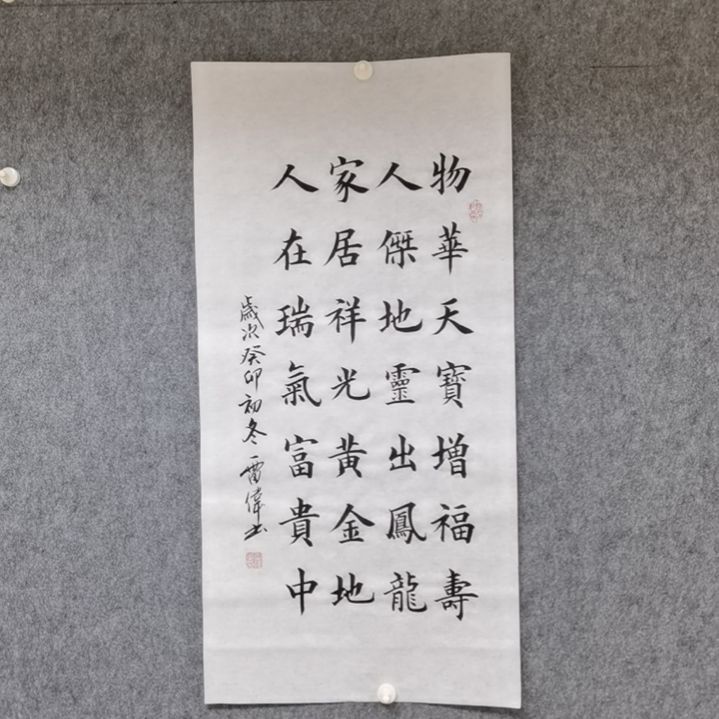 物華天寶增福壽
人傑地靈出鳳龍
家居祥光黃金地
人在瑞氣富貴中
歲次癸卯初冬雷偉书